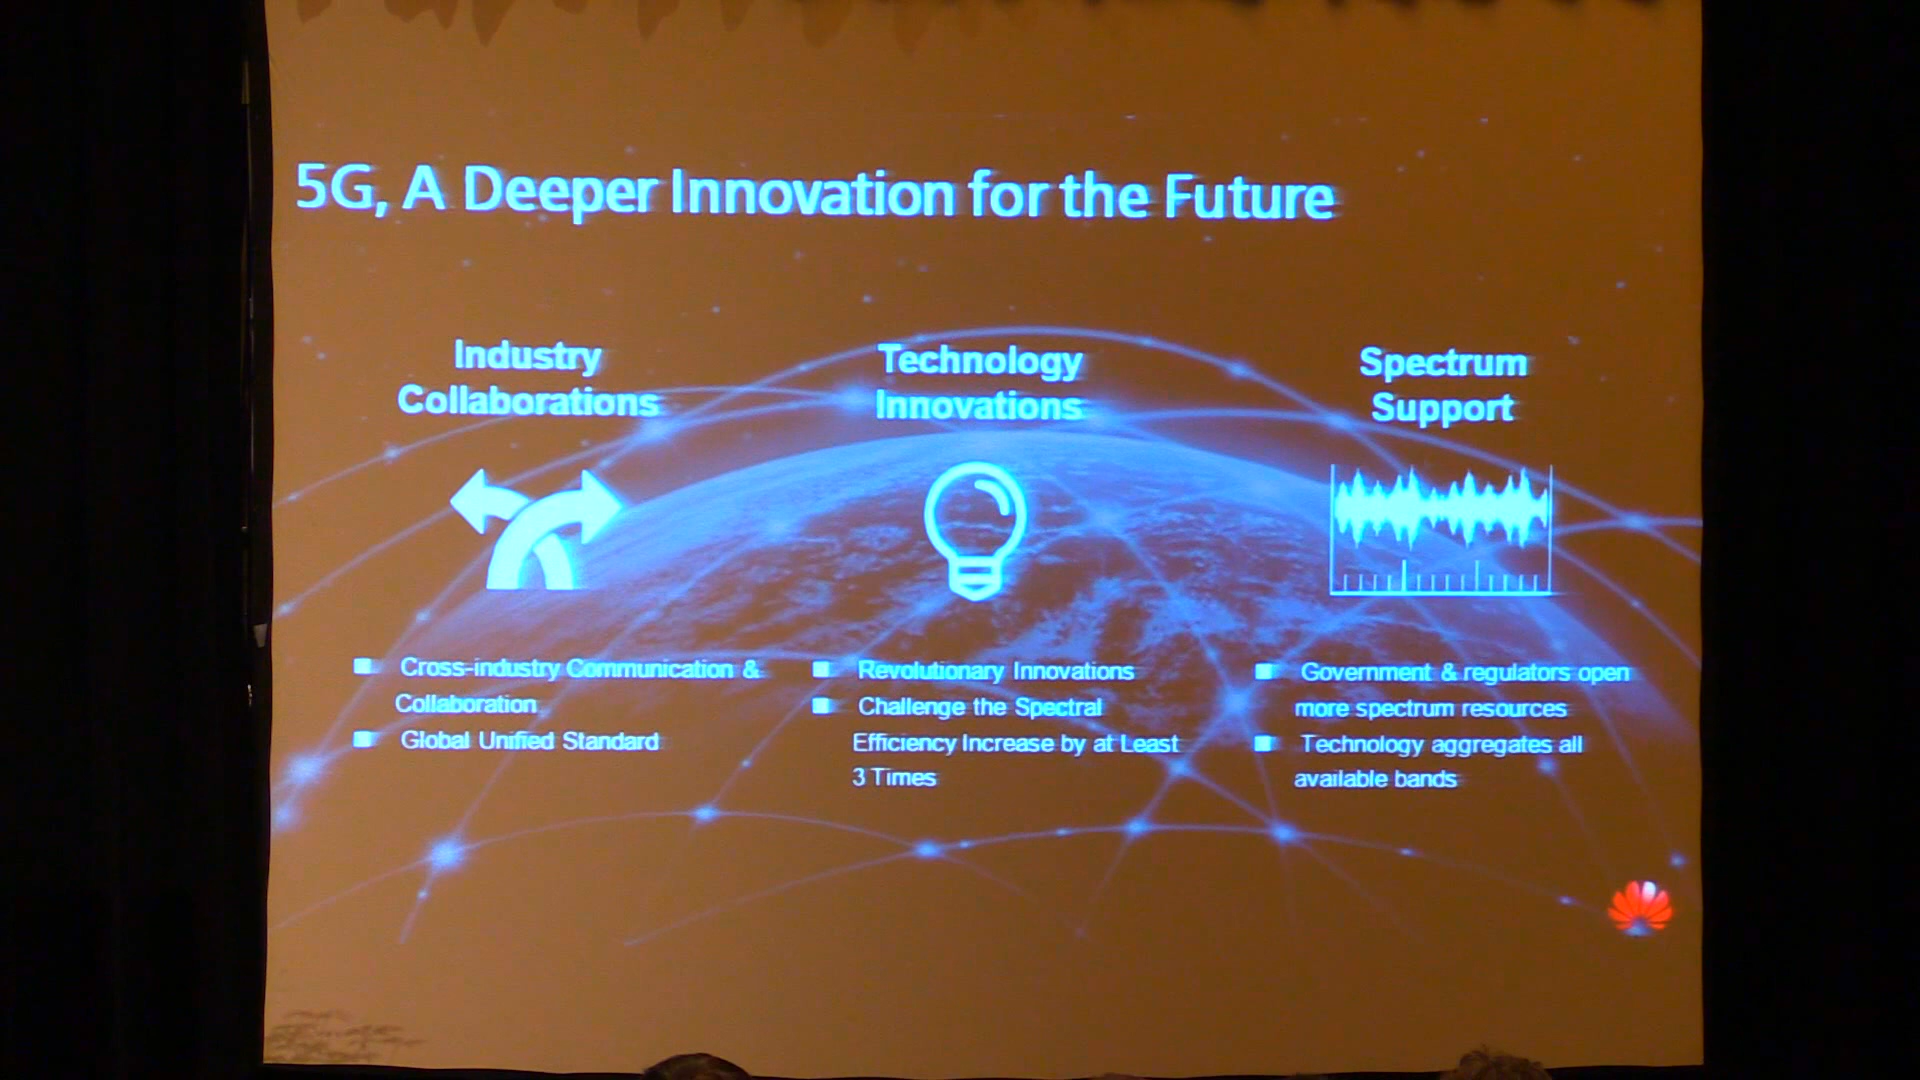 5G, A Deeper Innovation for the Future
Industry
Collaborations
Technology
Innovations
Spectrum
Support
■ Cross-industry Communication &
Collaboration
■ Global Unified Standard
■ Revolutionary Innovations
■ Challenge the Spectral
Efficiency Increase by at Least
3 Times
■ Government & regulators open
more spectrum resources
■ Technology aggregates all
available bands